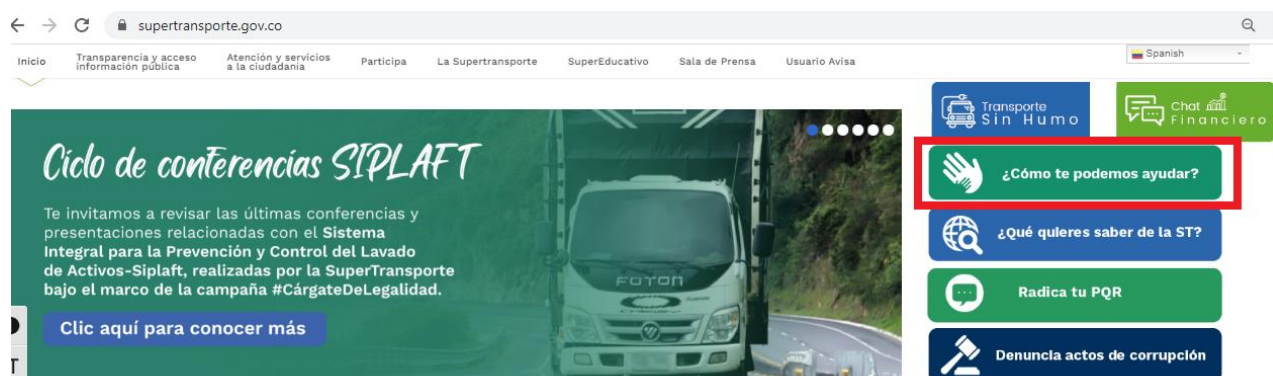 supertransporte.gov.co
Inicio
Transparencia y acceso
información pública
Atención y servicios
a la ciudadanía
Participa
La Supertransporte
SuperEducativo
Sala de Prensa
Usuario Avisa
Spanish
Transporte
Sin Humo
Chat
Financiero
Ciclo de conferencias SIPLAFT
Te invitamos a revisar las últimas conferencias y
presentaciones relacionadas con el Sistema
Integral para la Prevención y Control del Lavado
de Activos-Siplaft, realizadas por la SuperTransporte
bajo el marco de la campaña #CárgateDeLegalidad.
Clic aquí para conocer más
FOTON
¿Cómo te podemos ayudar?
¿Qué quieres saber de la ST?
Radica tu PQR
Denuncia actos de corrupción
T